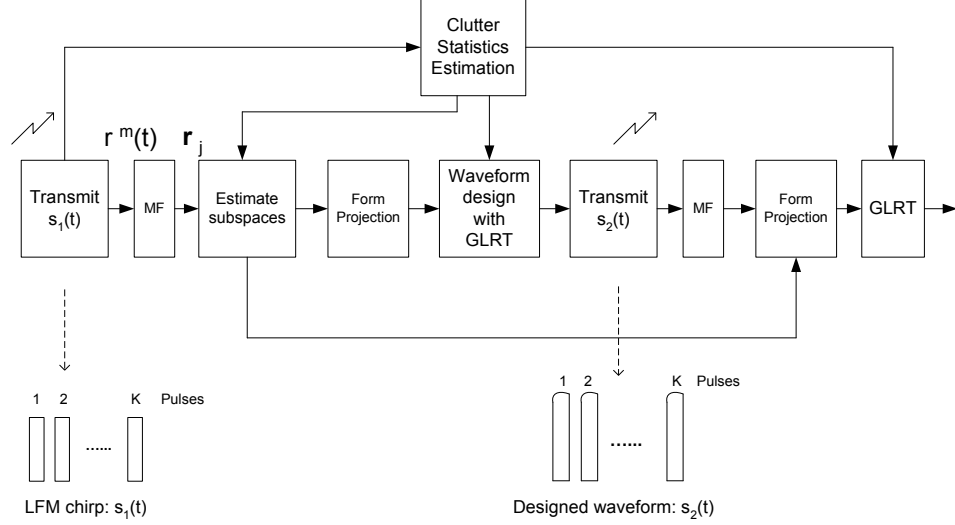 Clutter
Statistics
Estimation
r m(t)
r j
Transmit
s1(t)
MF
Estimate
subspaces
Form
Projection
Waveform
design
with
GLRT
Transmit
s2(t)
MF
Form
Projection
GLRT
1 2 K Pulses
......
LFM chirp: s1(t)
1 2 K Pulses
......
Designed waveform: s2(t)